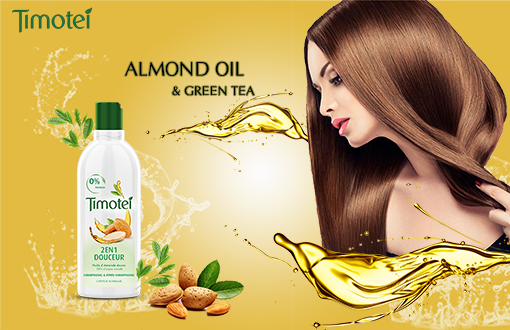 Timotei
ALMOND OIL
& GREEN TEA
0%
Timotei
2EN1
DOUCEUR